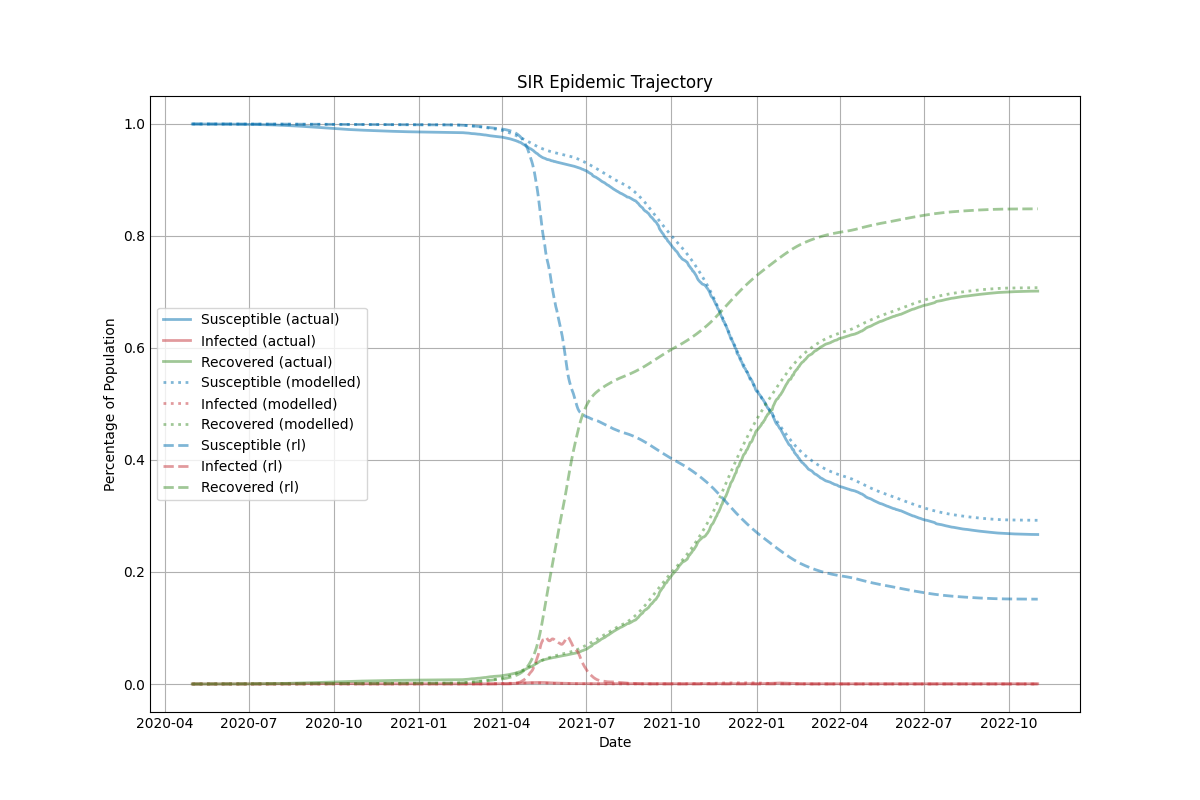 SIR Epidemic Trajectory
Percentage of Population
1.0
0.8
0.6
0.4
0.2
0.0
Susceptible (actual)
Infected (actual)
Recovered (actual)
Susceptible (modelled)
Infected (modelled)
Recovered (modelled)
Susceptible (rl)
Infected (rl)
Recovered (rl)
2020-04 2020-07 2020-10 2021-01 2021-04 2021-07 2021-10 2022-01 2022-04 2022-07 2022-10
Date